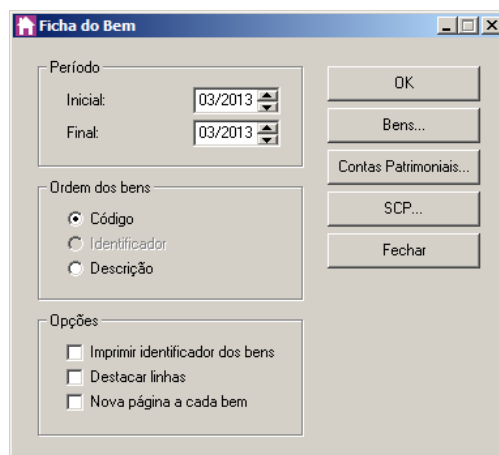 Ficha do Bem
Período
Inicial: 03/2013
Final: 03/2013
Ordem dos bens
Código
Identificador
Descrição
Opções
Imprimir identificador dos bens
Destacar linhas
Nova página a cada bem
OK
Bens...
Contas Patrimoniais...
SCP...
Fechar